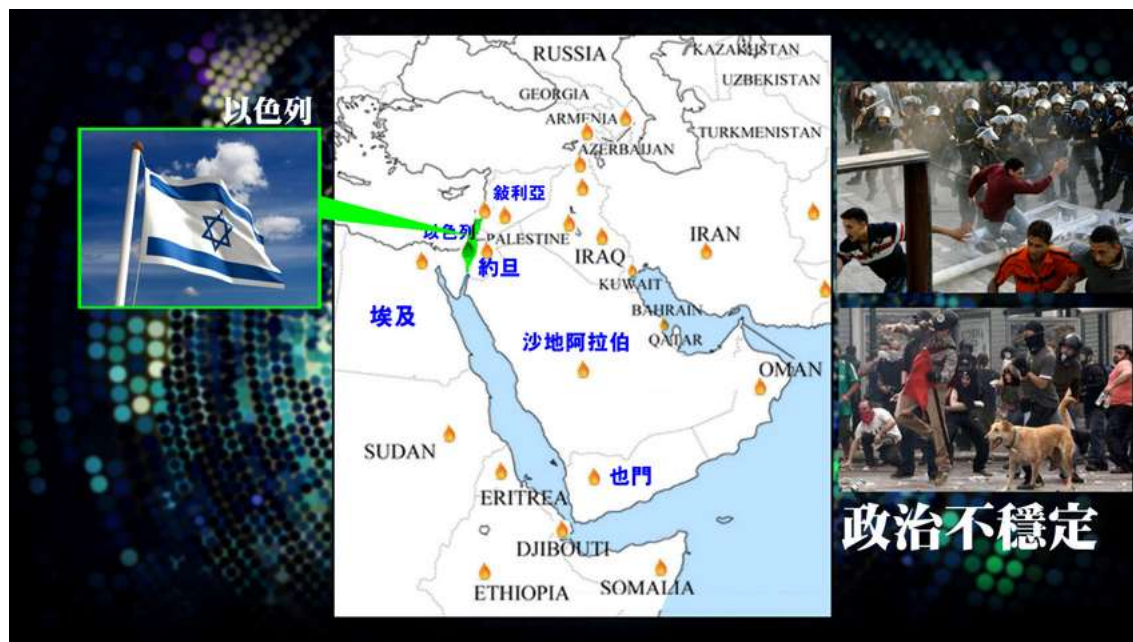 以色列
RUSSIA
KAZAKHSTAN
UZBEKISTAN
GEORGIA
ARMENIA
TURKMENISTAN
AZERBAIJAN
敍利亞
以色列
PALESTINE
IRAQ
IRAN
約旦
KUWAIT
埃及
BAHRAIN
沙地阿拉伯
QATAR
OMAN
SUDAN
也門
ERITREA
DJIBOUTI
ETHIOPIA
SOMALIA
政治不穩定